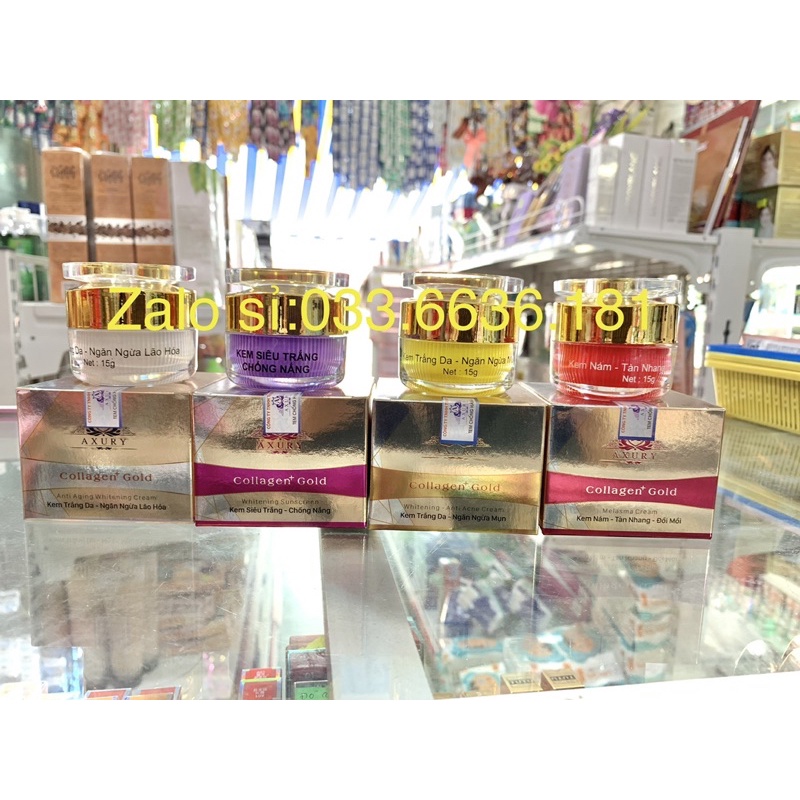 Zalo sỉ:033.6636.181
Da - Ngăn Ngừa Lão Hóa
Net : 15g
KEM SIÊU TRẮNG
CHỐNG NẮNG
Trắng Da - Ngăn Ngừa
Net : 15g
Kem Nám - Tàn Nhang
Net : 15g
AXURY
Collagen+ Gold
Anti Aging Whitening Cream
Kem Trắng Da - Ngăn Ngừa Lão Hóa
Collagen+ Gold
Whitening Sunscreen
Kem Siêu Trắng - Chống Nắng
AXURY
Collagen+ Gold
Whitening - Anti Acne Cream
Kem Trắng Da - Ngăn Ngừa Mụn
AXURY
Collagen+ Gold
Melasma Cream
Kem Nám - Tàn Nhang - Đồi Mồi